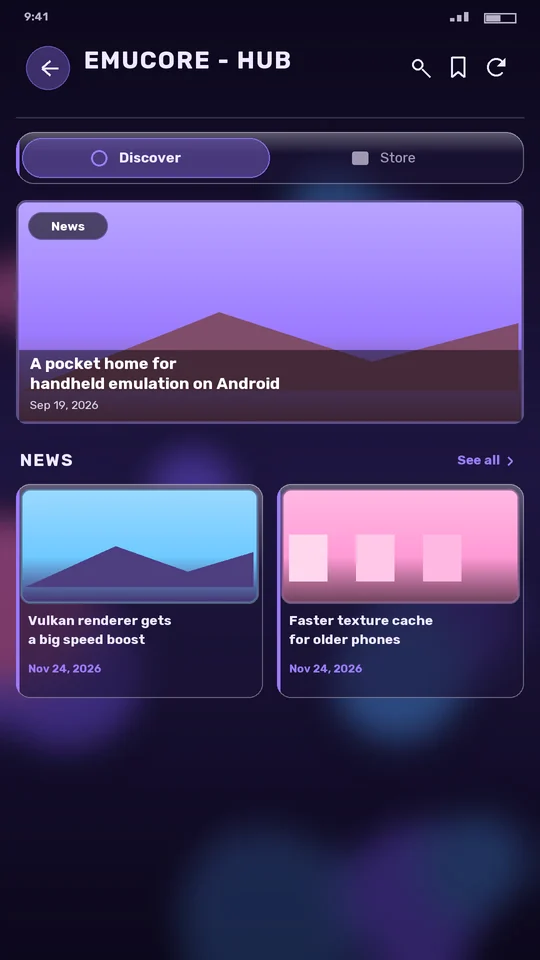 9:41
EMUCORE - HUB
Discover
Store
News
A pocket home for
handheld emulation on Android
Sep 19, 2026
NEWS
See all
Vulkan renderer gets
a big speed boost
Nov 24, 2026
Faster texture cache
for older phones
Nov 24, 2026